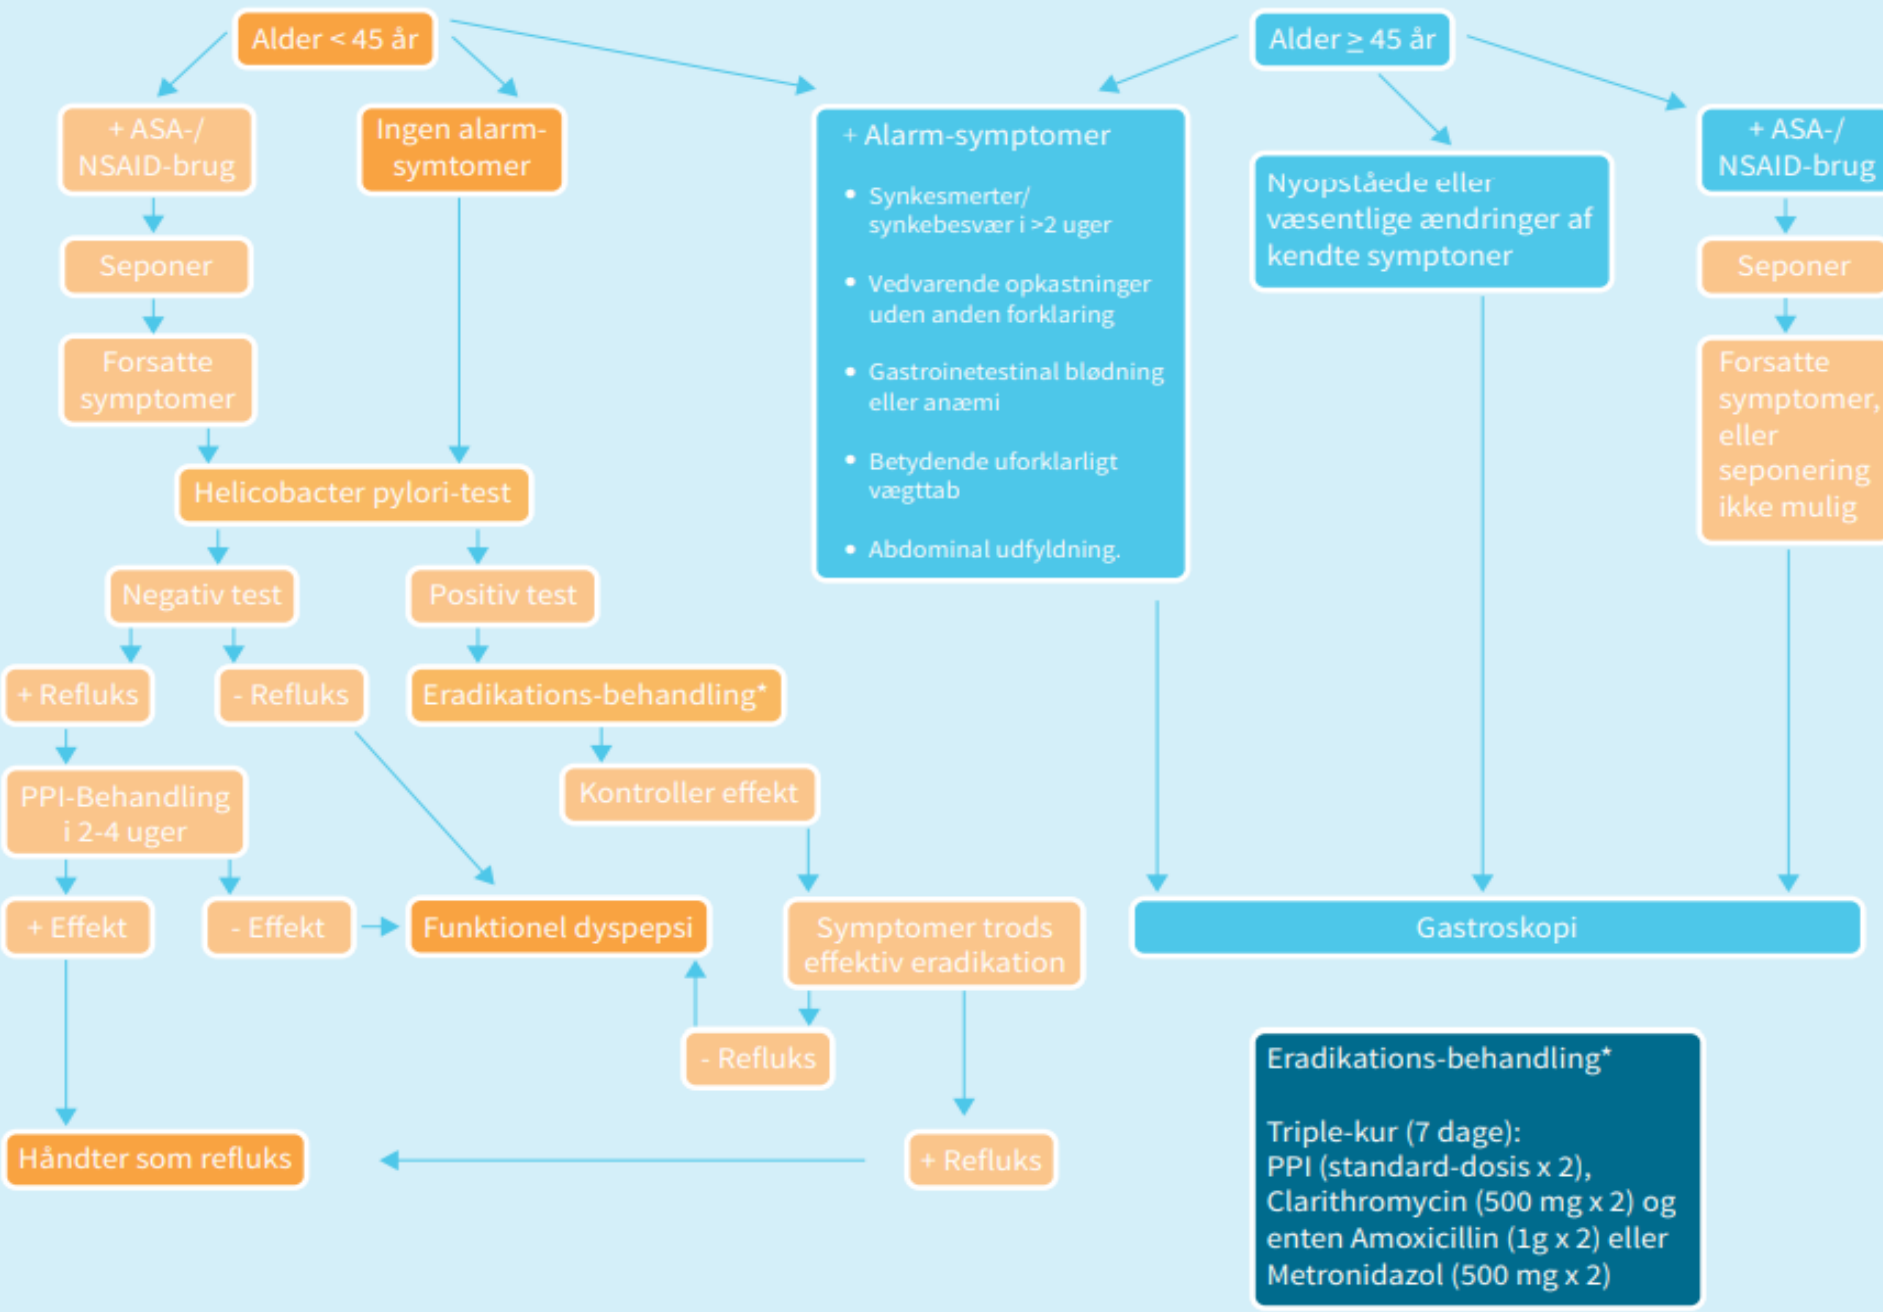 Alder < 45 år
Alder ≥ 45 år
+ ASA-/
NSAID-brug
Ingen alarm-
symtomer
+ Alarm-symptomer
• Synkesmerter/
synkebesvær i >2 uger
• Vedvarende opkastninger
uden anden forklaring
• Gastroinetestinal blødning
eller anæmi
• Betydende uforklarligt
vægttab
• Abdominal udfyldning.
Nyopståede eller
væsentlige ændringer af
kendte symptoner
+ ASA-/
NSAID-brug
Seponer
Seponer
Forsatte
symptomer
Forsatte
symptomer,
eller
seponering
ikke mulig
Helicobacter pylori-test
Negativ test
Positiv test
+ Refluks
- Refluks
Eradikations-behandling*
PPI-Behandling
i 2-4 uger
Kontroller effekt
+ Effekt
- Effekt
Funktionel dyspepsi
Symptomer trods
effektiv eradikation
Gastroskopi
- Refluks
Håndter som refluks
+ Refluks
Eradikations-behandling*
Triple-kur (7 dage):
PPI (standard-dosis x 2),
Clarithromycin (500 mg x 2) og
enten Amoxicillin (1g x 2) eller
Metronidazol (500 mg x 2)